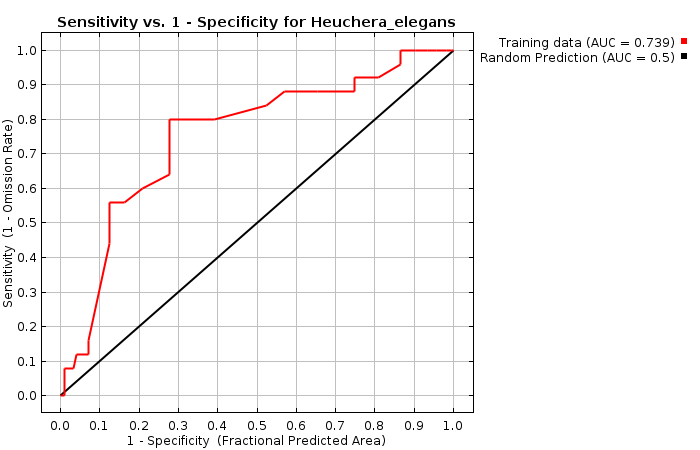 Sensitivity vs. 1 - Specificity for Heuchera_elegans
Training data (AUC = 0.739)
Random Prediction (AUC = 0.5)
Sensitivity (1 - Omission Rate)
1.0
0.9
0.8
0.7
0.6
0.5
0.4
0.3
0.2
0.1
0.0
0.0 0.1 0.2 0.3 0.4 0.5 0.6 0.7 0.8 0.9 1.0
1 - Specificity (Fractional Predicted Area)